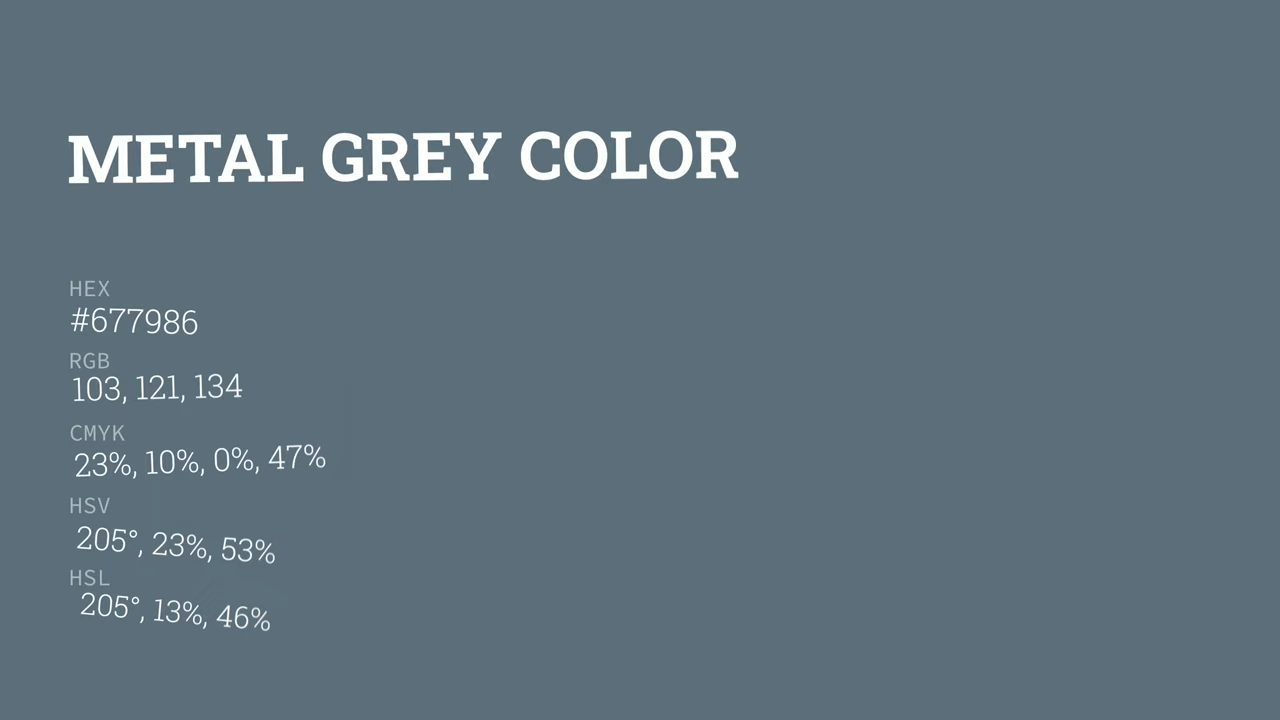 METAL GREY COLOR
HEX
#677986
RGB
103, 121, 134
CMYK
23%, 10%, 0%, 47%
HSV
205°, 23%, 53%
HSL
205°, 13%, 46%